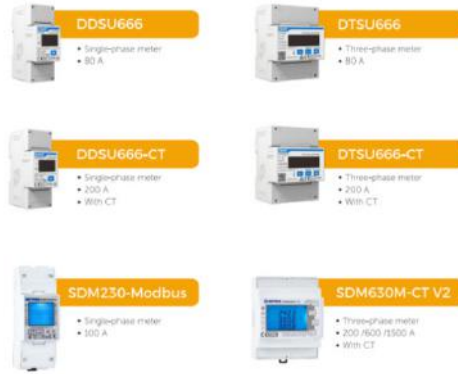 DDSU666
• Single-phase meter
• 80 A
DTSU666
• Three-phase meter
• 80 A
DDSU666-CT
• Single-phase meter
• 200 A
• With CT
DTSU666-CT
• Three-phase meter
• 200 A
• With CT
SDM230-Modbus
• Single-phase meter
• 100 A
SDM630M-CT V2
• Three-phase meter
• 200 /600 /1500 A
• With CT